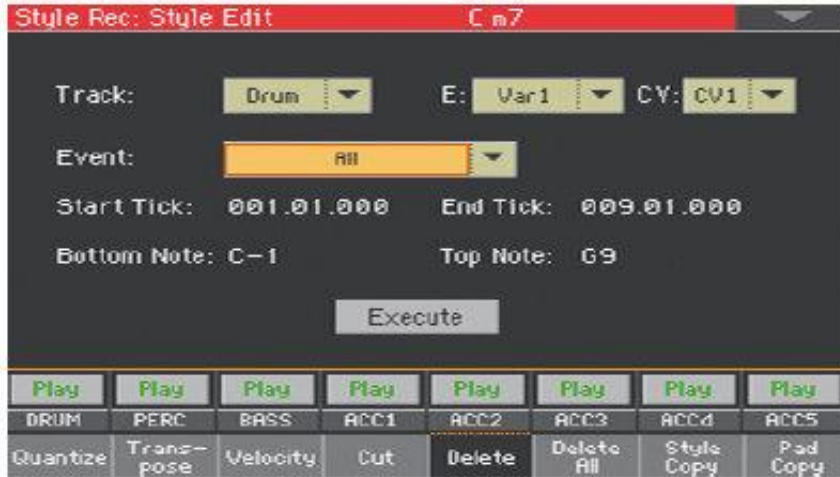 Style Rec: Style Edit C m7
Track: Drum E: Var1 CY: CV1
Event: All
Start Tick: 001.01.000 End Tick: 009.01.000
Bottom Note: C-1 Top Note: G9
Execute
Play Play Play Play Play Play Play Play
DRUM PERC BASS ACC1 ACC2 ACC3 ACC4 ACC5
Quantize Trans-pose Velocity Cut Delete Delete All Style Copy Pad Copy